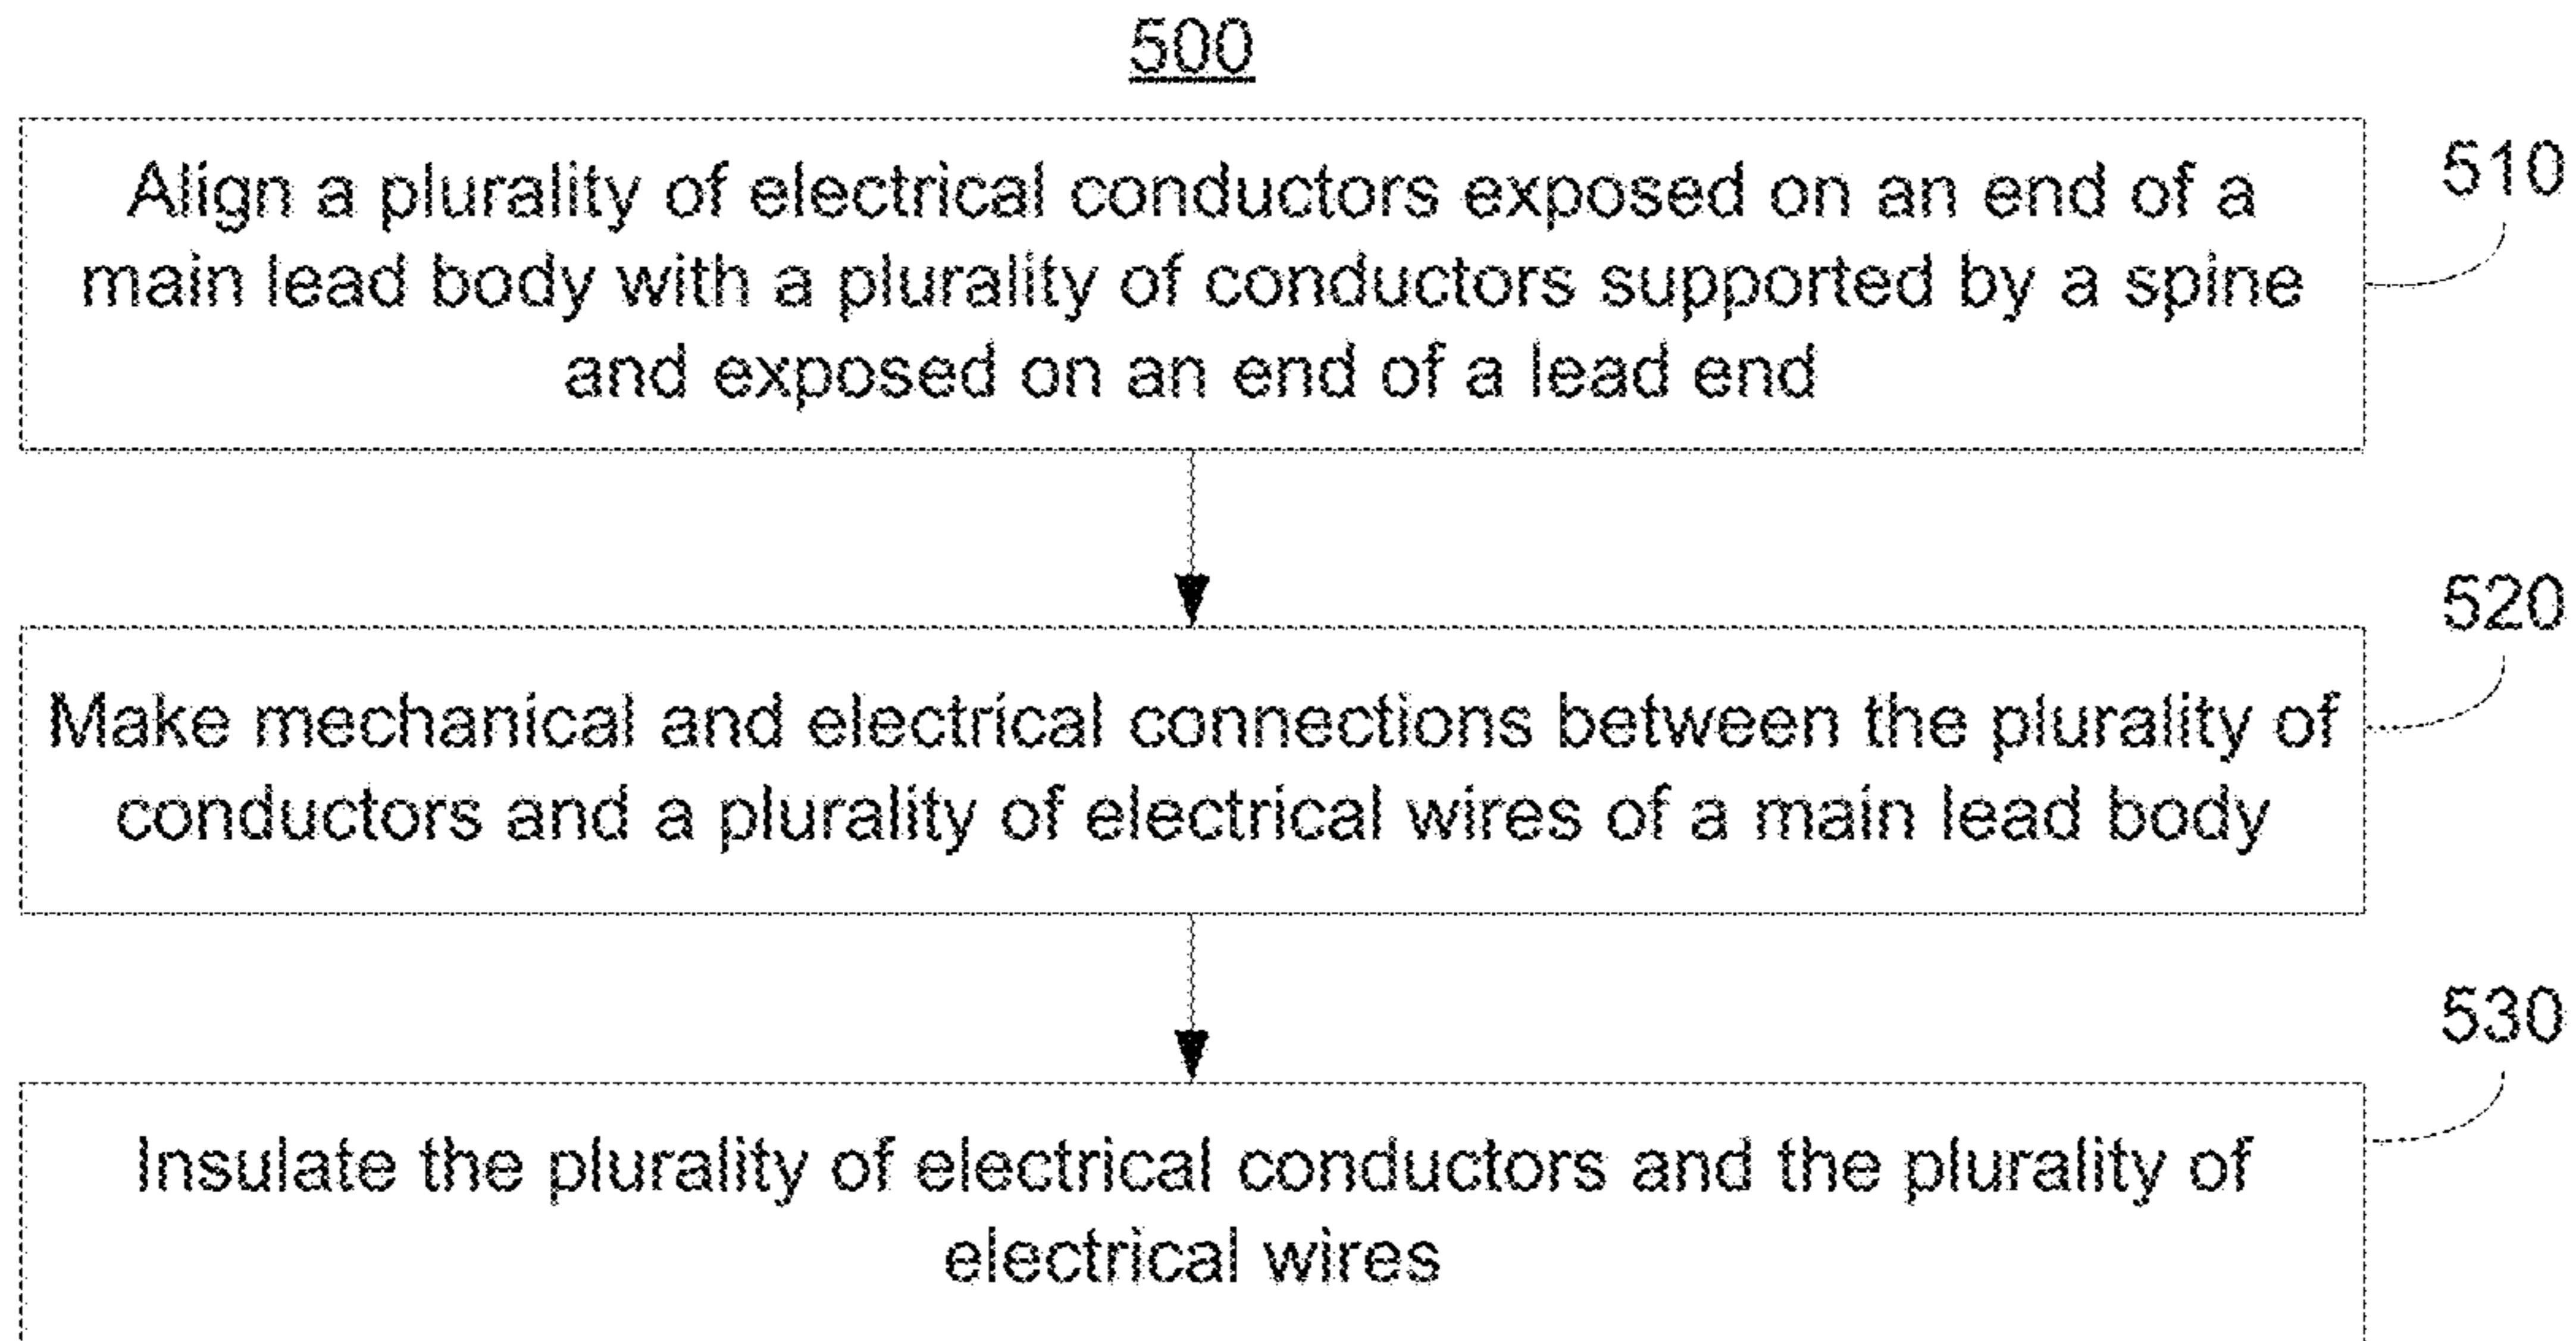 500
Align a plurality of electrical conductors exposed on an end of a
main lead body with a plurality of conductors supported by a spine
and exposed on an end of a lead end
510
Make mechanical and electrical connections between the plurality of
conductors and a plurality of electrical wires of a main lead body
520
Insulate the plurality of electrical conductors and the plurality of
electrical wires
530